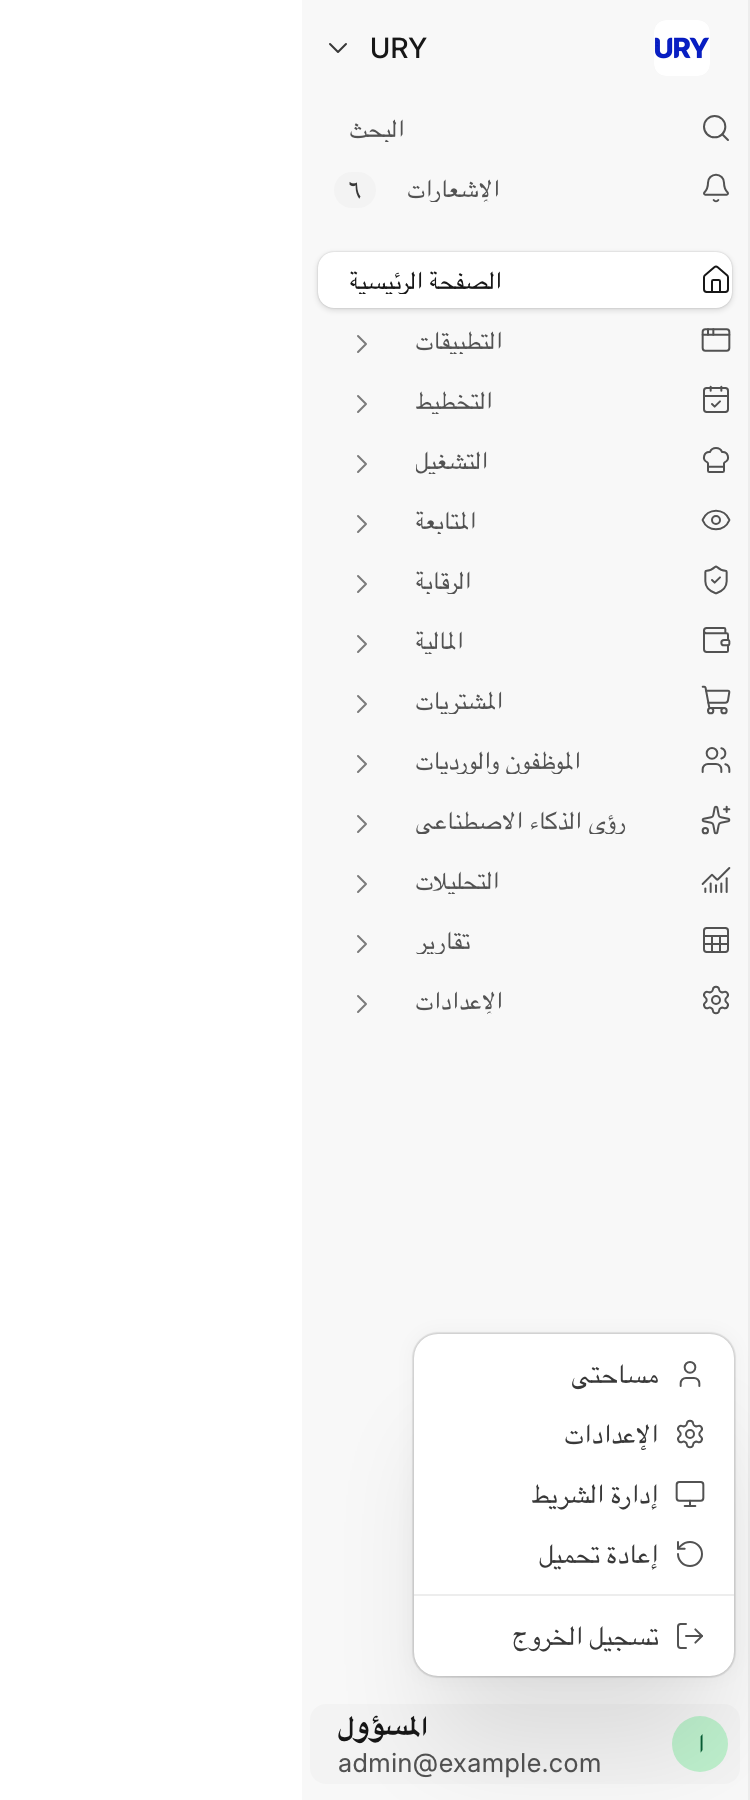 URY
URY
البحث
الإشعارات ٦
الصفحة الرئيسية
التطبيقات
التخطيط
التشغيل
المتابعة
الرقابة
المالية
المشتريات
الموظفون والورديات
رؤى الذكاء الاصطناعى
التحليلات
تقارير
الإعدادات
مساحتى
الإعدادات
إدارة الشريط
إعادة تحميل
تسجيل الخروج
ا
المسؤول
admin@example.com